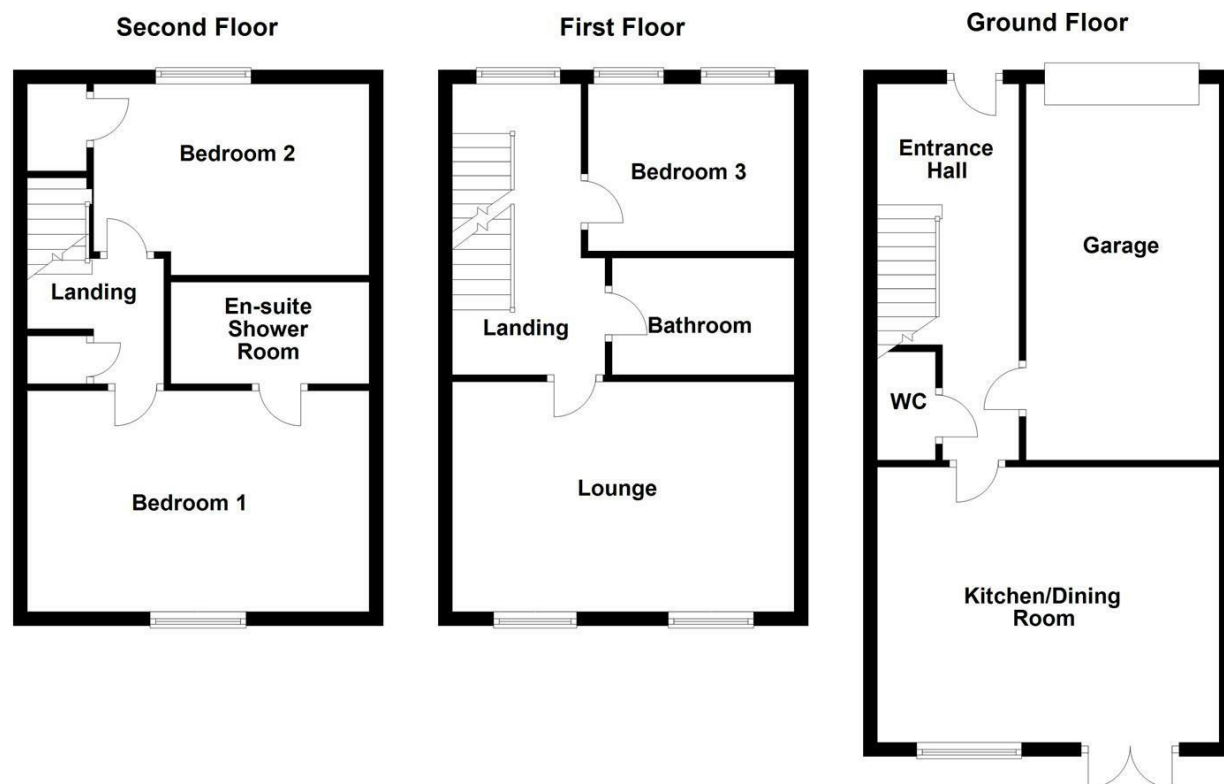 Second Floor
Bedroom 2
Landing
En-suite
Shower
Room
Bedroom 1
First Floor
Bedroom 3
Landing
Bathroom
Lounge
Ground Floor
Entrance
Hall
Garage
WC
Kitchen/Dining
Room